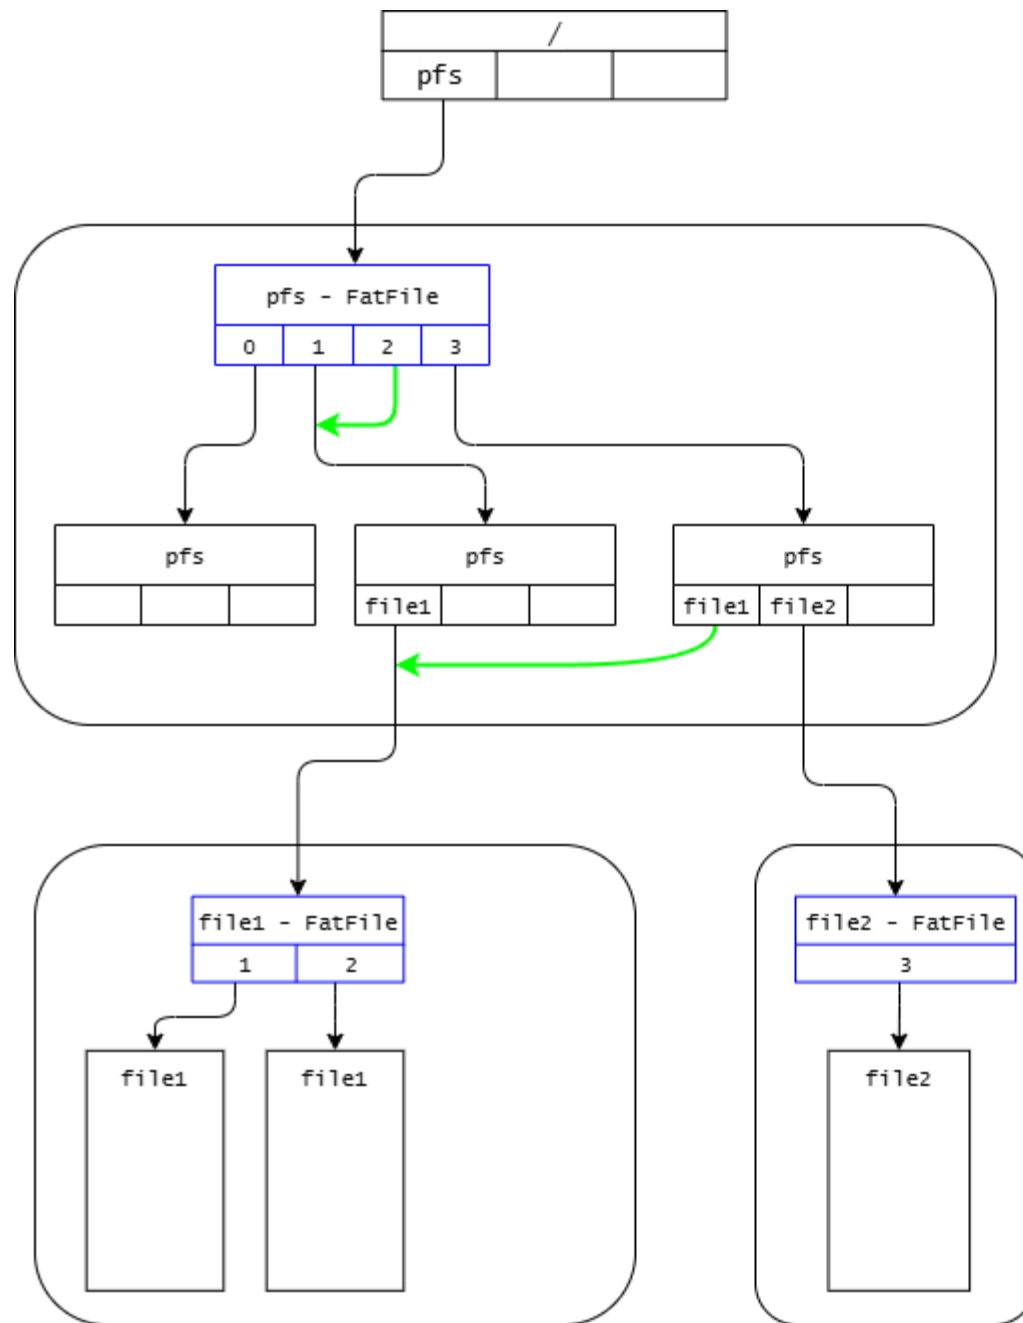 /
pfs
pfs - FatFile
0 1 2 3
pfs pfs pfs
file1 file1 file2
file1 - FatFile file2 - FatFile
1 2 3
file1 file1 file2